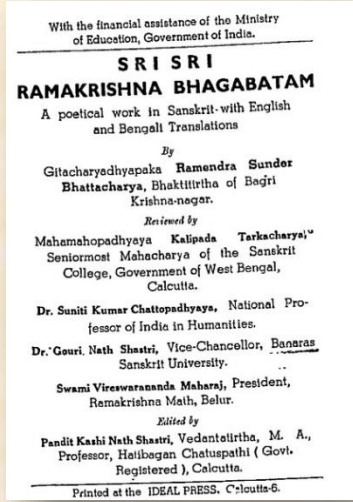 With the financial assistance of the Ministry
of Education, Government of India.
SRI SRI
RAMAKRISHNA BHAGABATAM
A poetical work in Sanskrit-with English
and Bengali Translations
By
Gitacharyadhyapaka Ramendra Sunder
Bhattacharya, Bhaktitirtha of Bagri
Krishna-nagar.
Reviewed by
Mahamahopadhyaya Kalipada Tarkacharya,
Seniormost Mahacharya of the Sanskrit
College, Government of West Bengal,
Calcutta.
Dr. Suniti Kumar Chattopadhyaya, National Pro-
fessor of India in Humanities.
Dr. Gouri Nath Shastri, Vice-Chancellor, Banaras
Sanskrit University.
Swami Vireswarananda Maharaj, President,
Ramakrishna Math, Belur.
Edited by
Pandit Kashi Nath Shastri, Vedantatirtha, M. A.,
Professor, Hatibagan Chatuspathi ( Govt.
Registered ), Calcutta.
Printed at the IDEAL PRESS. Calcutta-6.